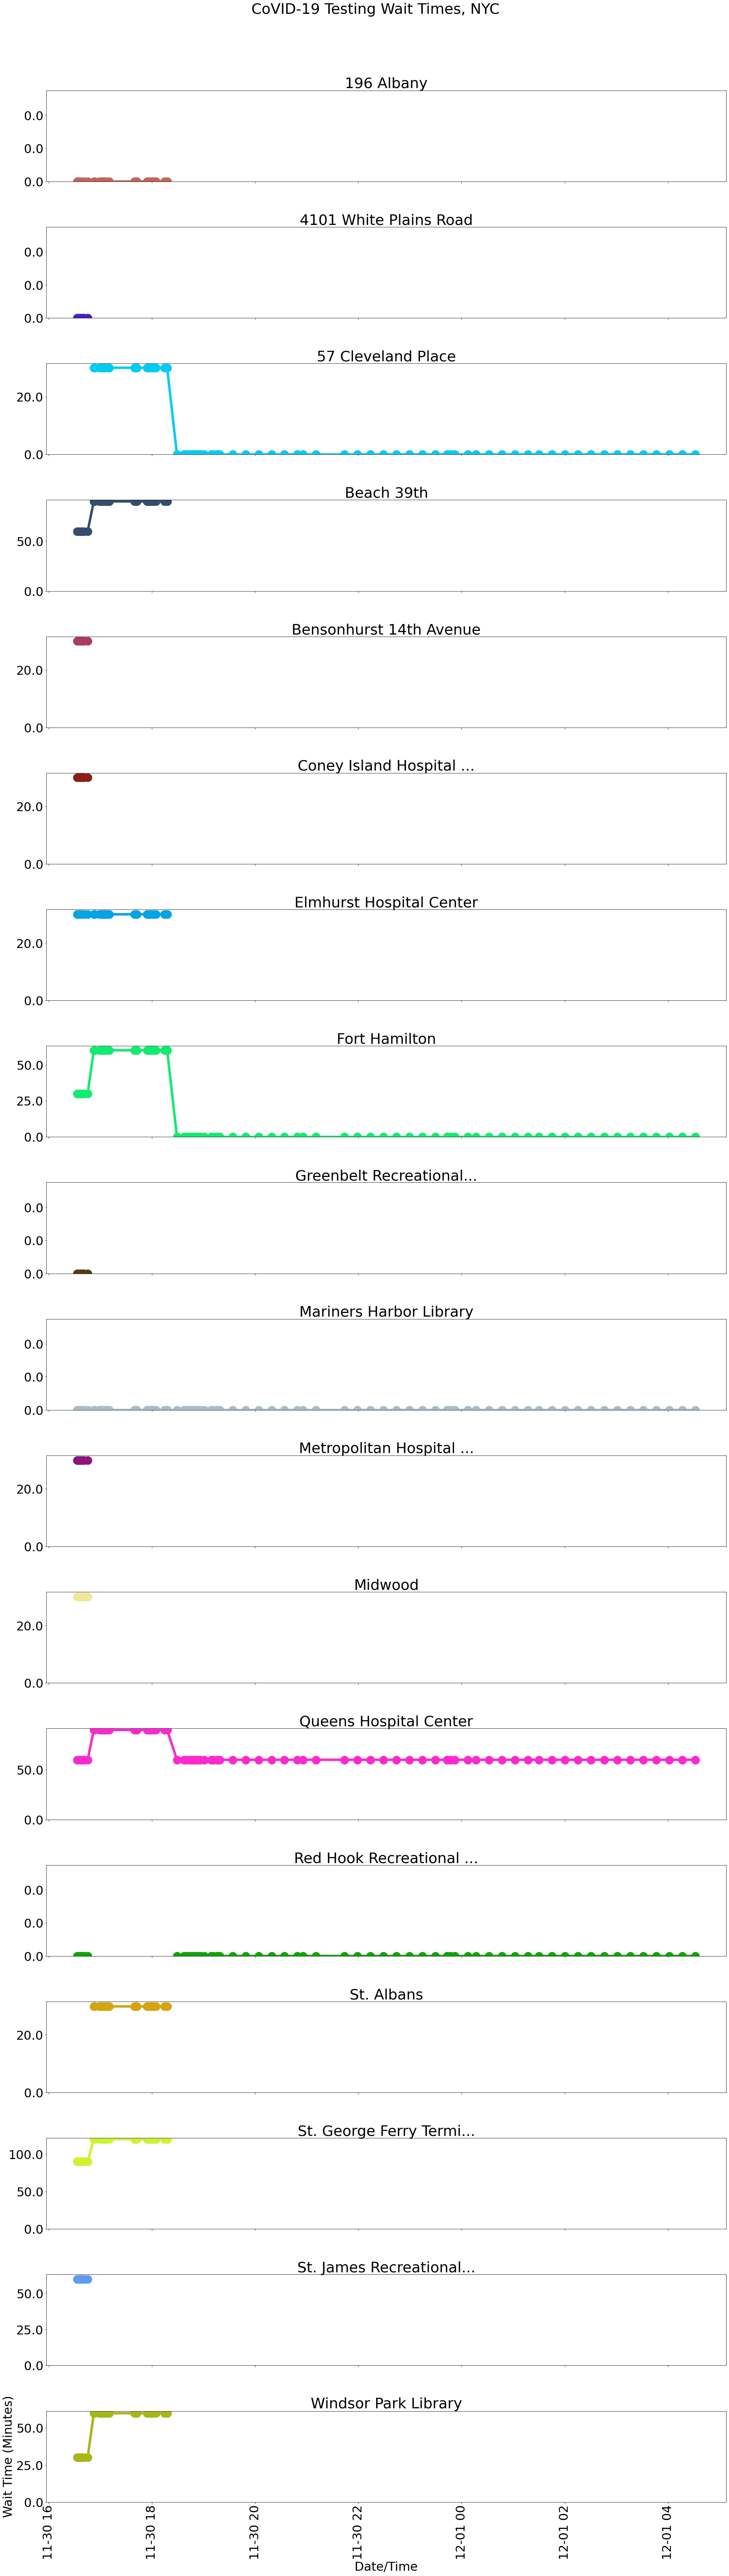 CoVID-19 Testing Wait Times, NYC
196 Albany
0.0
0.0
0.0
4101 White Plains Road
0.0
0.0
0.0
57 Cleveland Place
20.0
0.0
Beach 39th
50.0
0.0
Bensonhurst 14th Avenue
20.0
0.0
Coney Island Hospital ...
20.0
0.0
Elmhurst Hospital Center
20.0
0.0
Fort Hamilton
50.0
25.0
0.0
Greenbelt Recreational...
0.0
0.0
0.0
Mariners Harbor Library
0.0
0.0
0.0
Metropolitan Hospital ...
20.0
0.0
Midwood
20.0
0.0
Queens Hospital Center
50.0
0.0
Red Hook Recreational ...
0.0
0.0
0.0
St. Albans
20.0
0.0
St. George Ferry Termi...
100.0
50.0
0.0
St. James Recreational...
50.0
25.0
0.0
Windsor Park Library
Wait Time (Minutes)
50.0
25.0
0.0
11-30 16
11-30 18
11-30 20
11-30 22
12-01 00
12-01 02
12-01 04
Date/Time